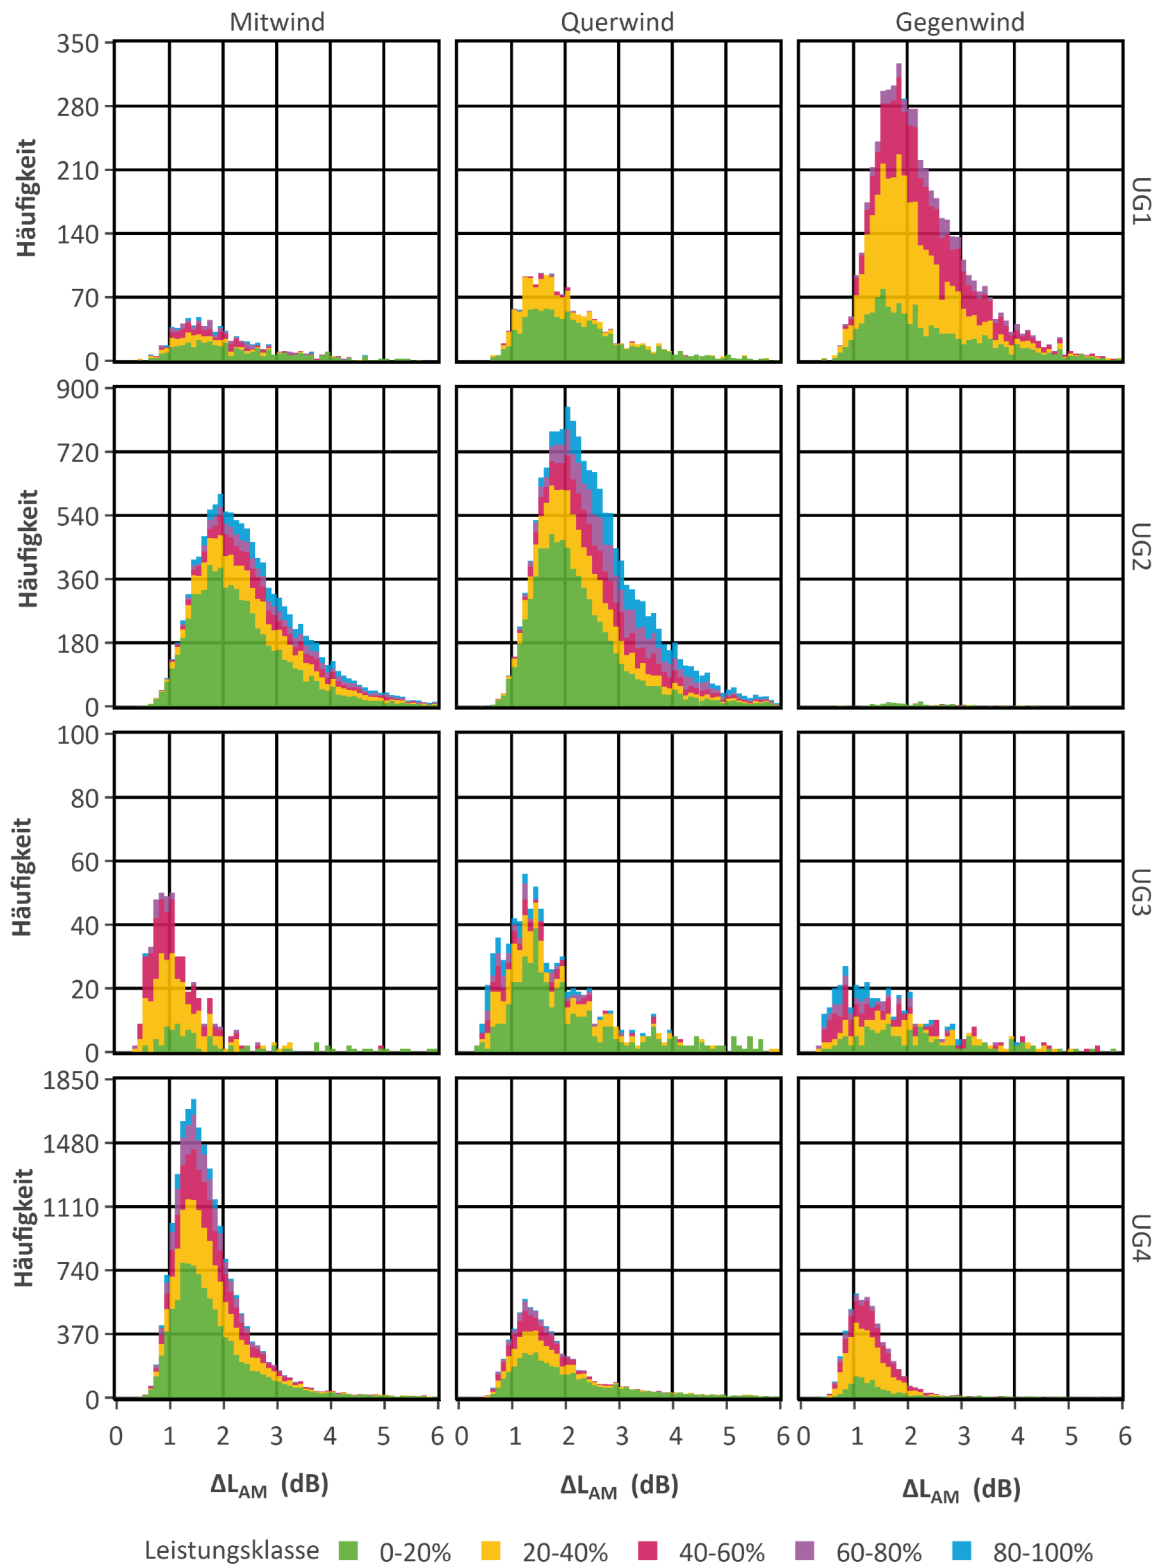 Mitwind Querwind Gegenwind
350
280
210
140
70
0
Häufigkeit
UG1
900
720
540
360
180
0
Häufigkeit
UG2
100
80
60
40
20
0
Häufigkeit
UG3
1850
1480
1110
740
370
0
Häufigkeit
UG4
0 1 2 3 4 5 6 0 1 2 3 4 5 6 0 1 2 3 4 5 6
ΔL_AM (dB) ΔL_AM (dB) ΔL_AM (dB)
Leistungsklasse 0-20% 20-40% 40-60% 60-80% 80-100%